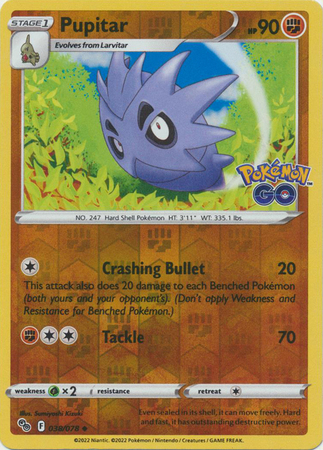 STAGE 1
Pupitar
HP 90
Evolves from Larvitar
Pokémon
GO
NO. 247 Hard Shell Pokémon HT: 3'11" WT: 335.1 lbs
Crashing Bullet 20
This attack also does 20 damage to each Benched Pokémon
(both yours and your opponent's). (Don't apply Weakness and
Resistance for Benched Pokémon.)
Tackle 70
weakness ×2 resistance retreat
Illus. Sanosuke Sakuma
F 038/078
Even sealed in its shell, it can move freely. Hard
and fast, it has outstanding destructive power.
©2022 Niantic. ©2022 Pokémon / Nintendo / Creatures / GAME FREAK.